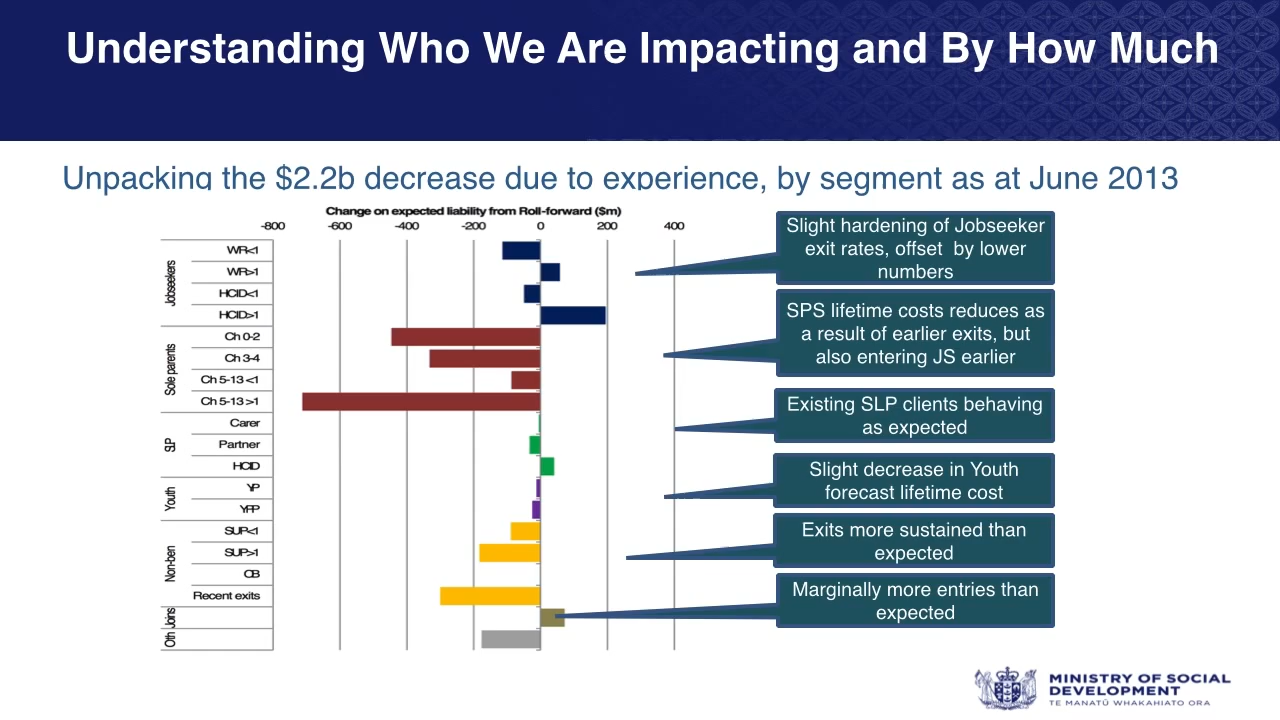 Understanding Who We Are Impacting and By How Much
Unpacking the $2.2b decrease due to experience, by segment as at June 2013
Change on expected liability from Roll-forward ($m)
-800 -600 -400 -200 0 200 400
Jobseekers
WR<1
WR>1
HCID<1
HCID>1
Sole parents
Ch 0-2
Ch 3-4
Ch 5-13 <1
Ch 5-13 >1
SLP
Carer
Partner
HCID
Youth
YP
YPP
Non-ben
SUP<1
SUP>1
OB
Recent exits
Joins
Oth
Slight hardening of Jobseeker
exit rates, offset by lower
numbers
SPS lifetime costs reduces as
a result of earlier exits, but
also entering JS earlier
Existing SLP clients behaving
as expected
Slight decrease in Youth
forecast lifetime cost
Exits more sustained than
expected
Marginally more entries than
expected
MINISTRY OF SOCIAL
DEVELOPMENT
TE MANATŪ WHAKAHIATO ORA